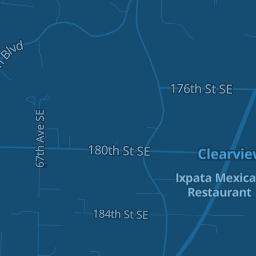 Blvd
176th St SE
67th Ave SE
180th St SE
Clearview
Ixpata Mexica
Restaurant
184th St SE